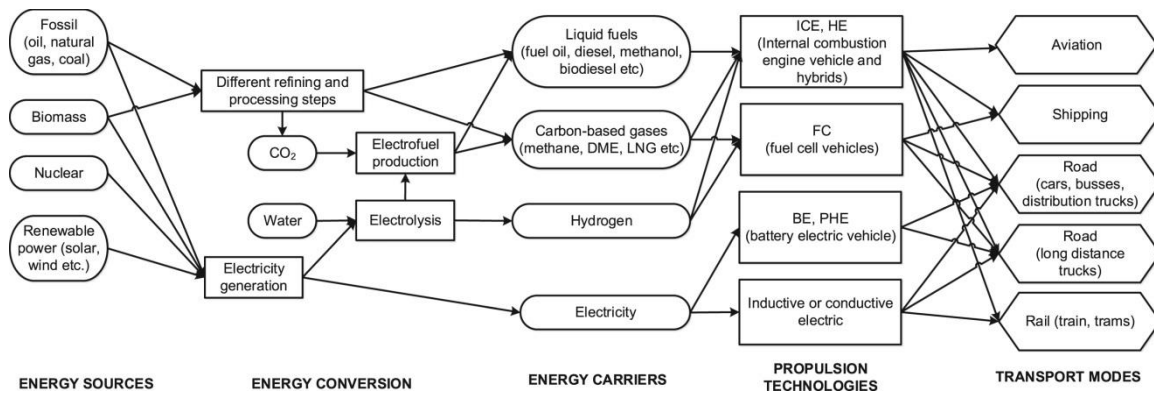 Fossil
(oil, natural
gas, coal)
Biomass
Nuclear
Renewable
power (solar,
wind etc.)
ENERGY SOURCES
Different refining and
processing steps
CO₂
Electrofuel
production
Water
Electrolysis
Electricity
generation
ENERGY CONVERSION
Liquid fuels
(fuel oil, diesel, methanol,
biodiesel etc)
Carbon-based gases
(methane, DME, LNG etc)
Hydrogen
Electricity
ENERGY CARRIERS
ICE, HE
(Internal combustion
engine vehicle and
hybrids)
FC
(fuel cell vehicles)
BE, PHE
(battery electric vehicle)
Inductive or conductive
electric
PROPULSION
TECHNOLOGIES
Aviation
Shipping
Road
(cars, busses,
distribution trucks)
Road
(long distance
trucks)
Rail (train, trams)
TRANSPORT MODES